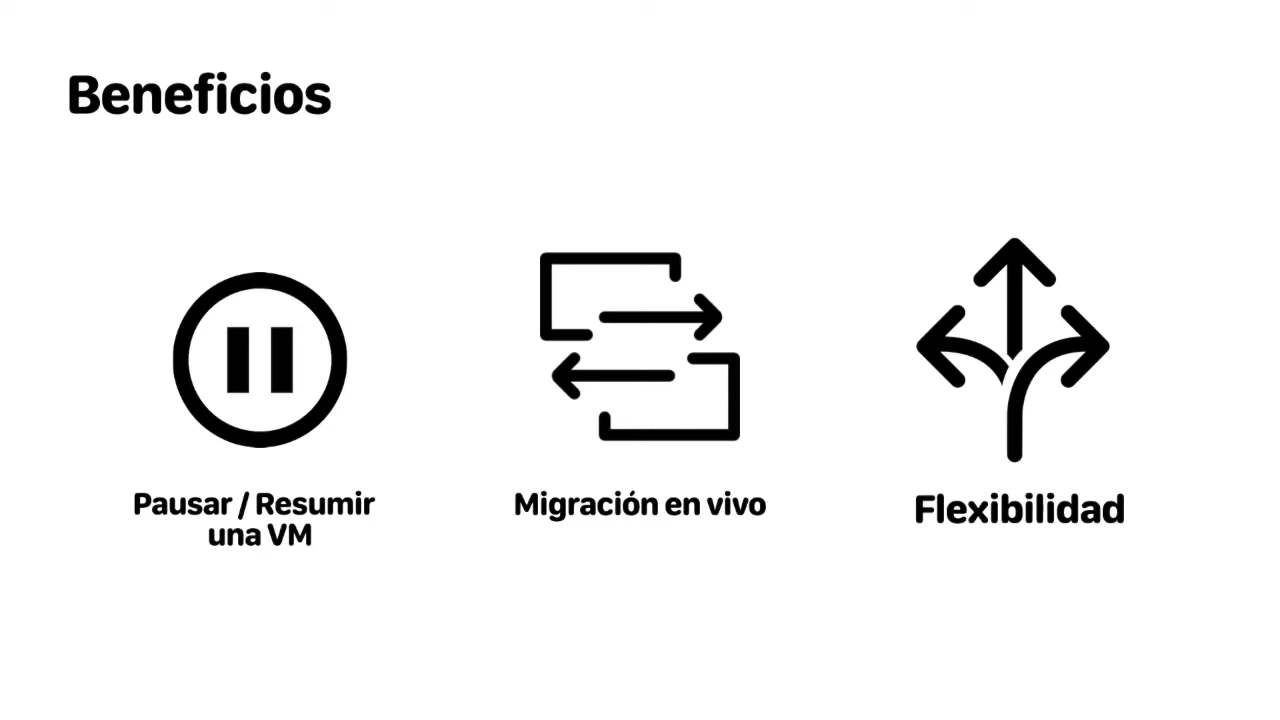 Beneficios
Pausar / Resumir
una VM
Migración en vivo
Flexibilidad